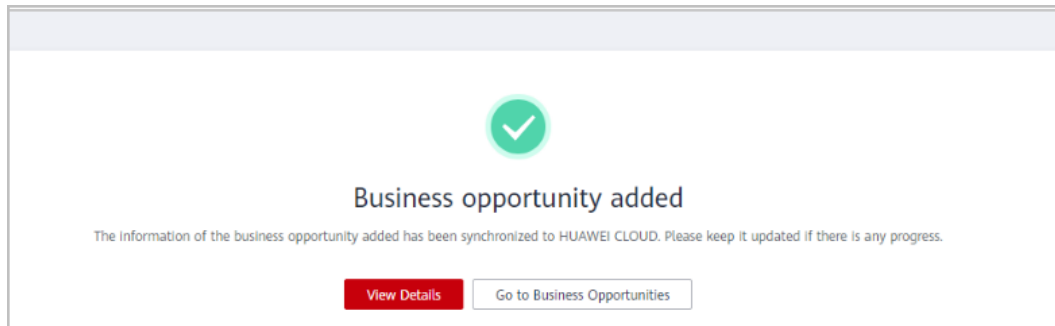 Business opportunity added
The information of the business opportunity added has been synchronized to HUAWEI CLOUD. Please keep it updated if there is any progress.
View Details
Go to Business Opportunities